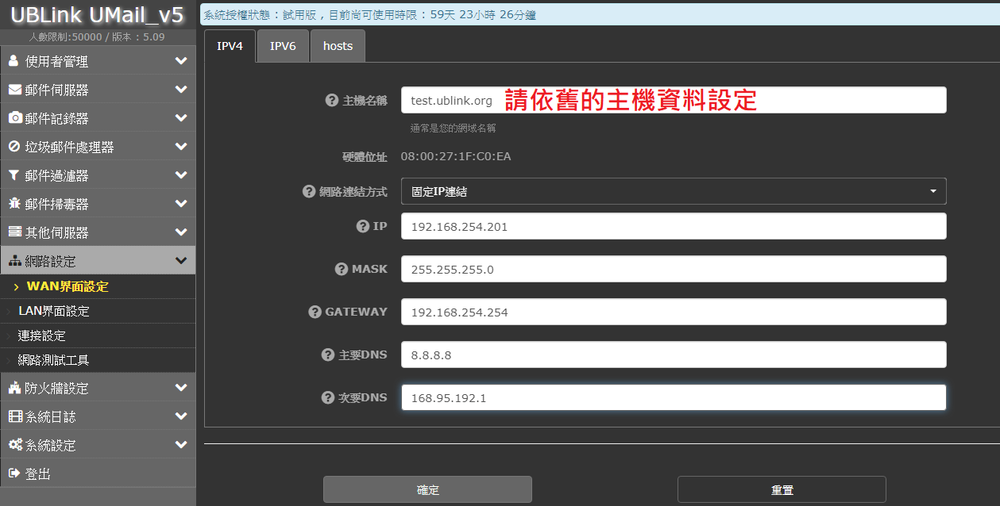 UBLink UMail_v5
人數限制:50000 / 版本：5.09
使用者管理
郵件伺服器
郵件記錄器
垃圾郵件處理器
郵件過濾器
郵件掃毒器
其他伺服器
網路設定
WAN界面設定
LAN界面設定
連接設定
網路測試工具
防火牆設定
系統日誌
系統設定
登出
系統授權狀態：試用版 , 目前尚可使用時限：59天 23小時 26分鐘
IPV4 IPV6 hosts
主機名稱 test.ublink.org 請依舊的主機資料設定
通常是您的網域名稱
硬體位址 08:00:27:1F:C0:EA
網路連結方式 固定IP連結
IP 192.168.254.201
MASK 255.255.255.0
GATEWAY 192.168.254.254
主要DNS 8.8.8.8
次要DNS 168.95.192.1
確定 重置